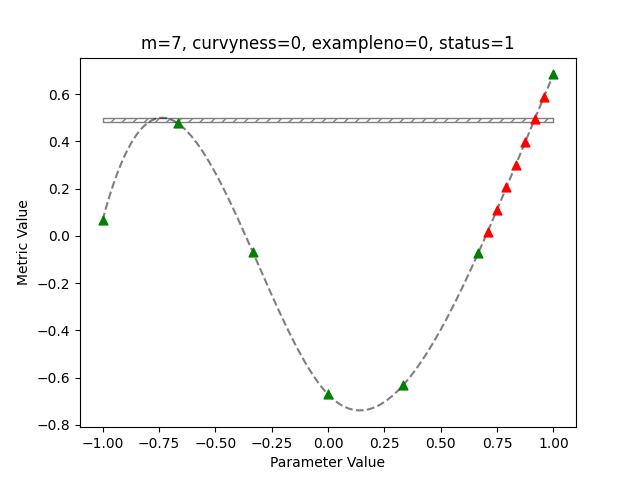 m=7, curvyness=0, exampleno=0, status=1
Metric Value
0.6
0.4
0.2
0.0
−0.2
−0.4
−0.6
−0.8
−1.00 −0.75 −0.50 −0.25 0.00 0.25 0.50 0.75 1.00
Parameter Value